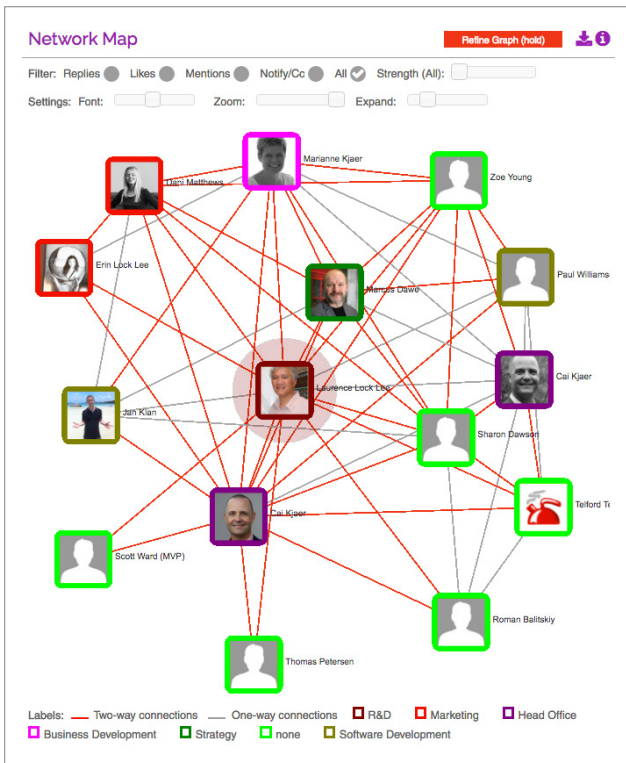 Network Map
Refine Graph (hold)
Filter: Replies Likes Mentions Notify/Cc All Strength (All):
Settings: Font: Zoom: Expand:
Marianne Kjaer
Zoe Young
Dani Matthews
Erin Lock Lee
Paul Williams
Marcus Dawe
Cai Kjaer
Laurence Lock Lee
Jan Kian
Sharon Dawson
Telford Te
Cai Kjaer
Scott Ward (MVP)
Roman Balitskiy
Thomas Petersen
Labels: Two-way connections One-way connections R&D Marketing Head Office
Business Development Strategy none Software Development